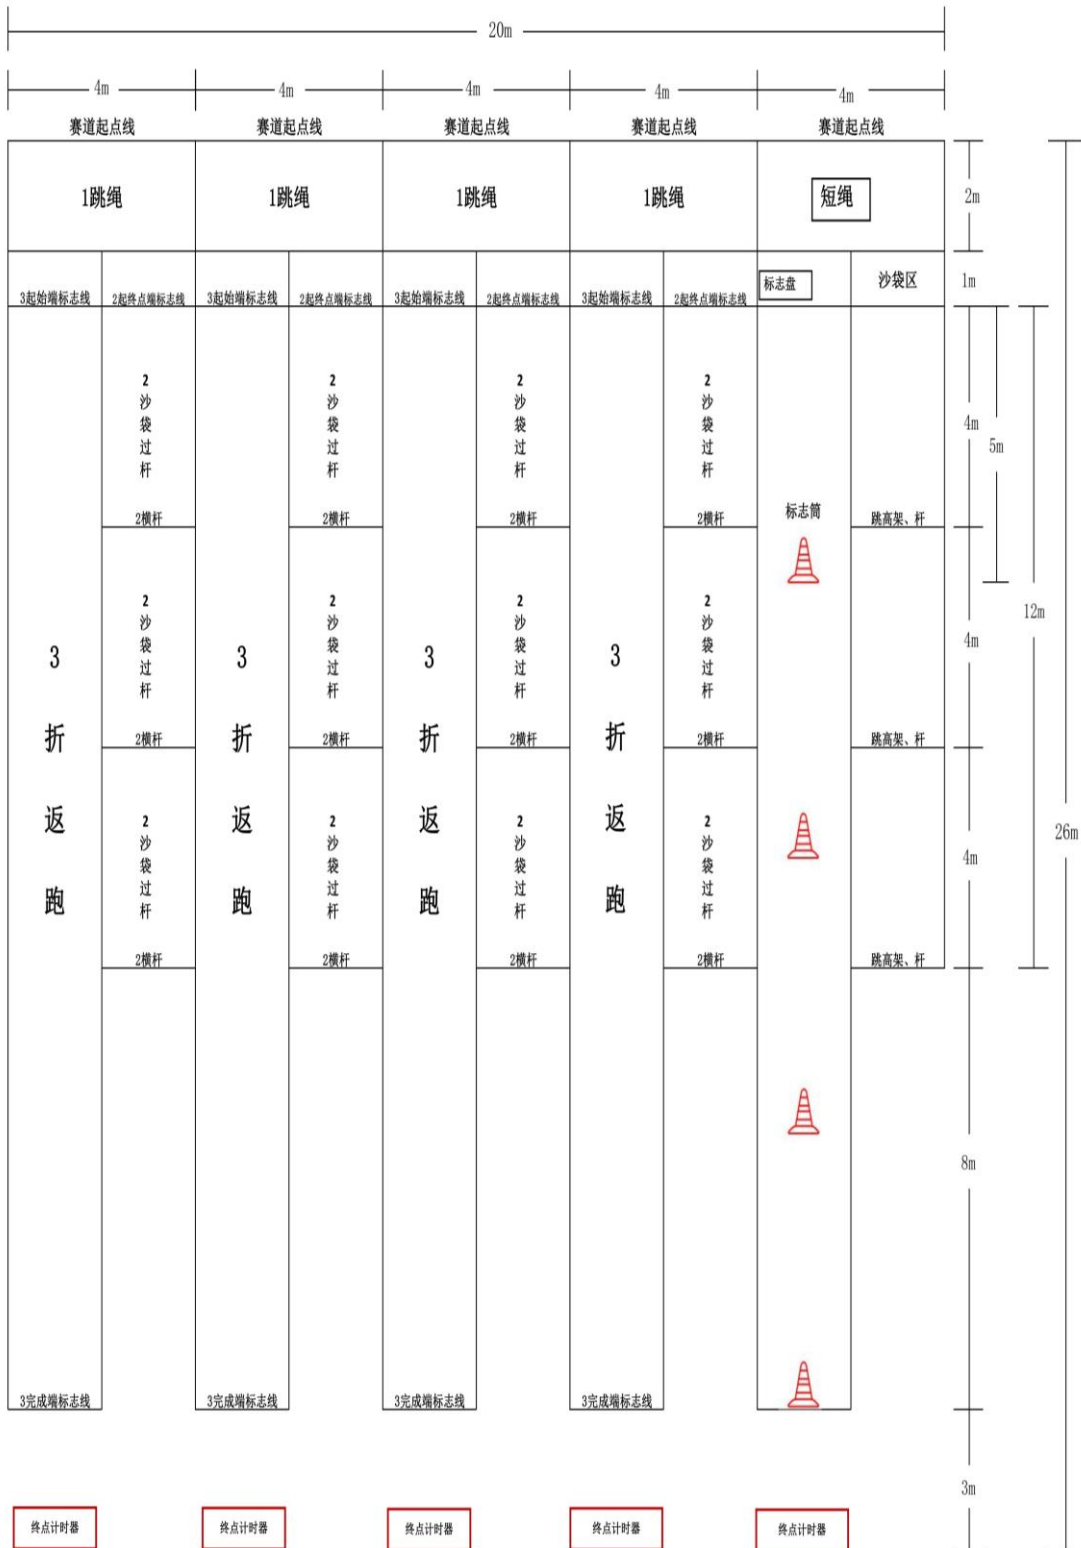 20m
4m 4m 4m 4m 4m
赛道起点线 赛道起点线 赛道起点线 赛道起点线 赛道起点线
1跳绳 1跳绳 1跳绳 1跳绳 短绳 2m
3起始端标志线 2起终点端标志线 3起始端标志线 2起终点端标志线 3起始端标志线 2起终点端标志线 3起始端标志线 2起终点端标志线 标志盘 沙袋区 1m
2沙袋过杆 2沙袋过杆 2沙袋过杆 2沙袋过杆 4m 5m
2横杆 2横杆 2横杆 2横杆 标志筒 跳高架、杆
2沙袋过杆 2沙袋过杆 2沙袋过杆 2沙袋过杆 4m 12m
3折返跑 3折返跑 3折返跑 3折返跑
2横杆 2横杆 2横杆 2横杆 跳高架、杆
2沙袋过杆 2沙袋过杆 2沙袋过杆 2沙袋过杆 4m 26m
2横杆 2横杆 2横杆 2横杆 跳高架、杆
8m
3完成端标志线 3完成端标志线 3完成端标志线 3完成端标志线
3m
终点计时器 终点计时器 终点计时器 终点计时器 终点计时器